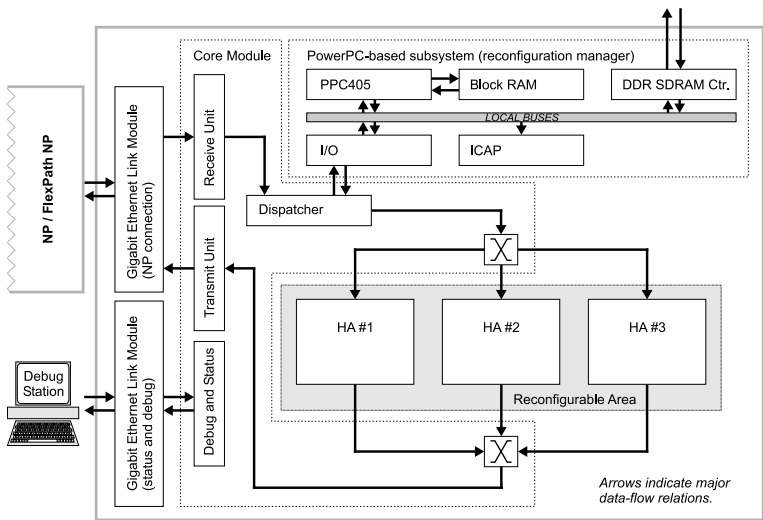 Core Module
PowerPC-based subsystem (reconfiguration manager)
PPC405
Block RAM
DDR SDRAM Ctr.
LOCAL BUSES
I/O
ICAP
NP / FlexPath NP
Gigabit Ethernet Link Module
(NP connection)
Receive Unit
Dispatcher
Transmit Unit
HA #1
HA #2
HA #3
Reconfigurable Area
Debug
Station
Gigabit Ethernet Link Module
(status and debug)
Debug and Status
Arrows indicate major
data-flow relations.